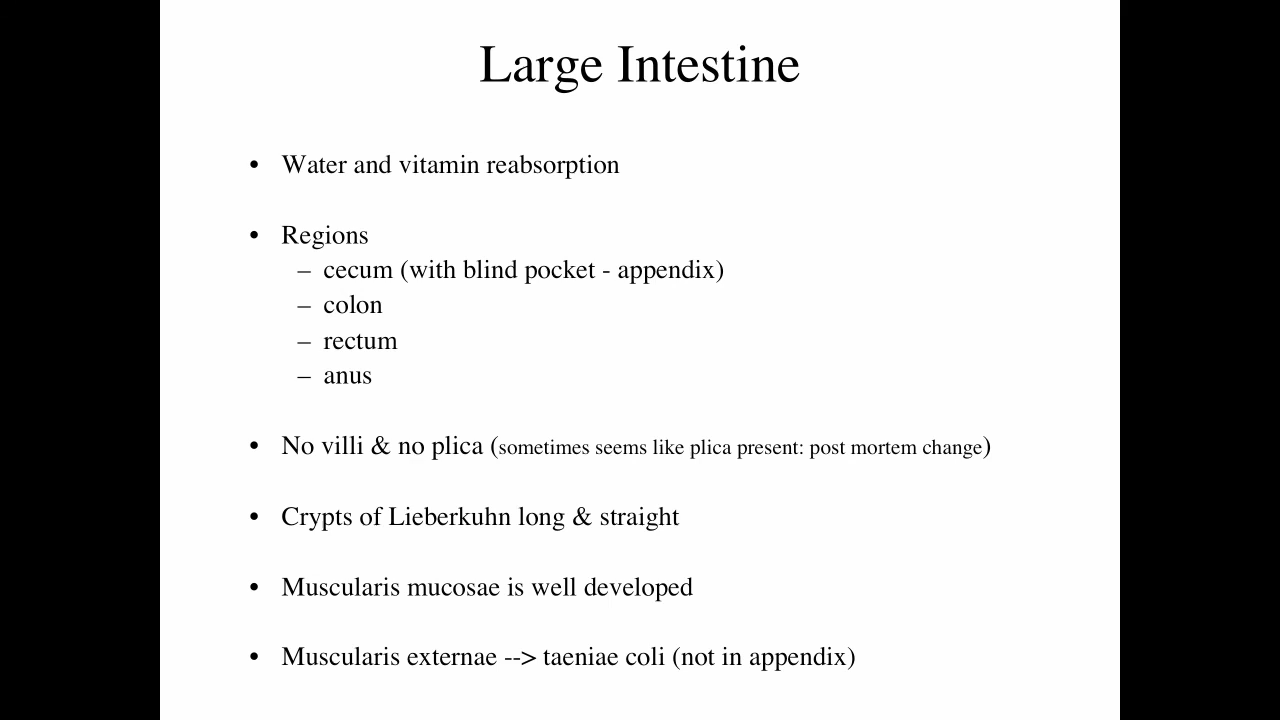 Large Intestine
• Water and vitamin reabsorption
• Regions
– cecum (with blind pocket - appendix)
– colon
– rectum
– anus
• No villi & no plica (sometimes seems like plica present: post mortem change)
• Crypts of Lieberkuhn long & straight
• Muscularis mucosae is well developed
• Muscularis externae --> taeniae coli (not in appendix)